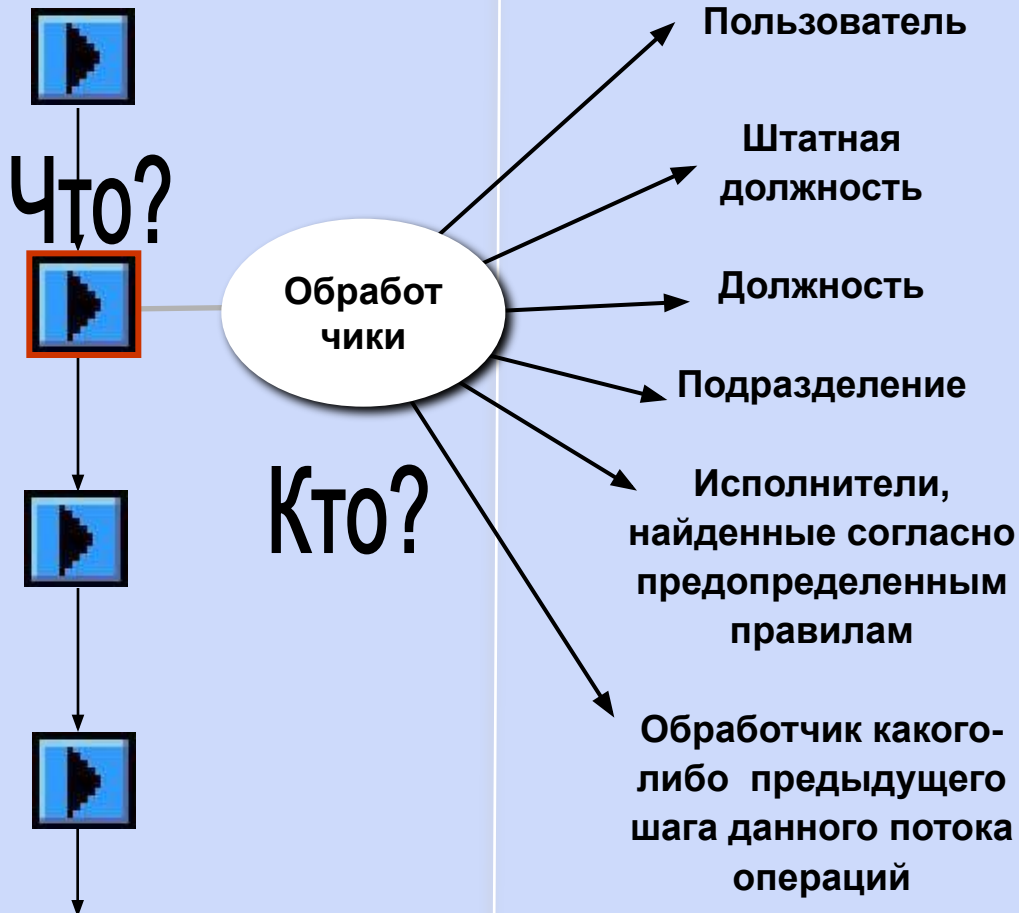 Что?
Обработ
чики
Кто?
Пользователь
Штатная
должность
Должность
Подразделение
Исполнители,
найденные согласно
предопределенным
правилам
Обработчик какого-
либо предыдущего
шага данного потока
операций